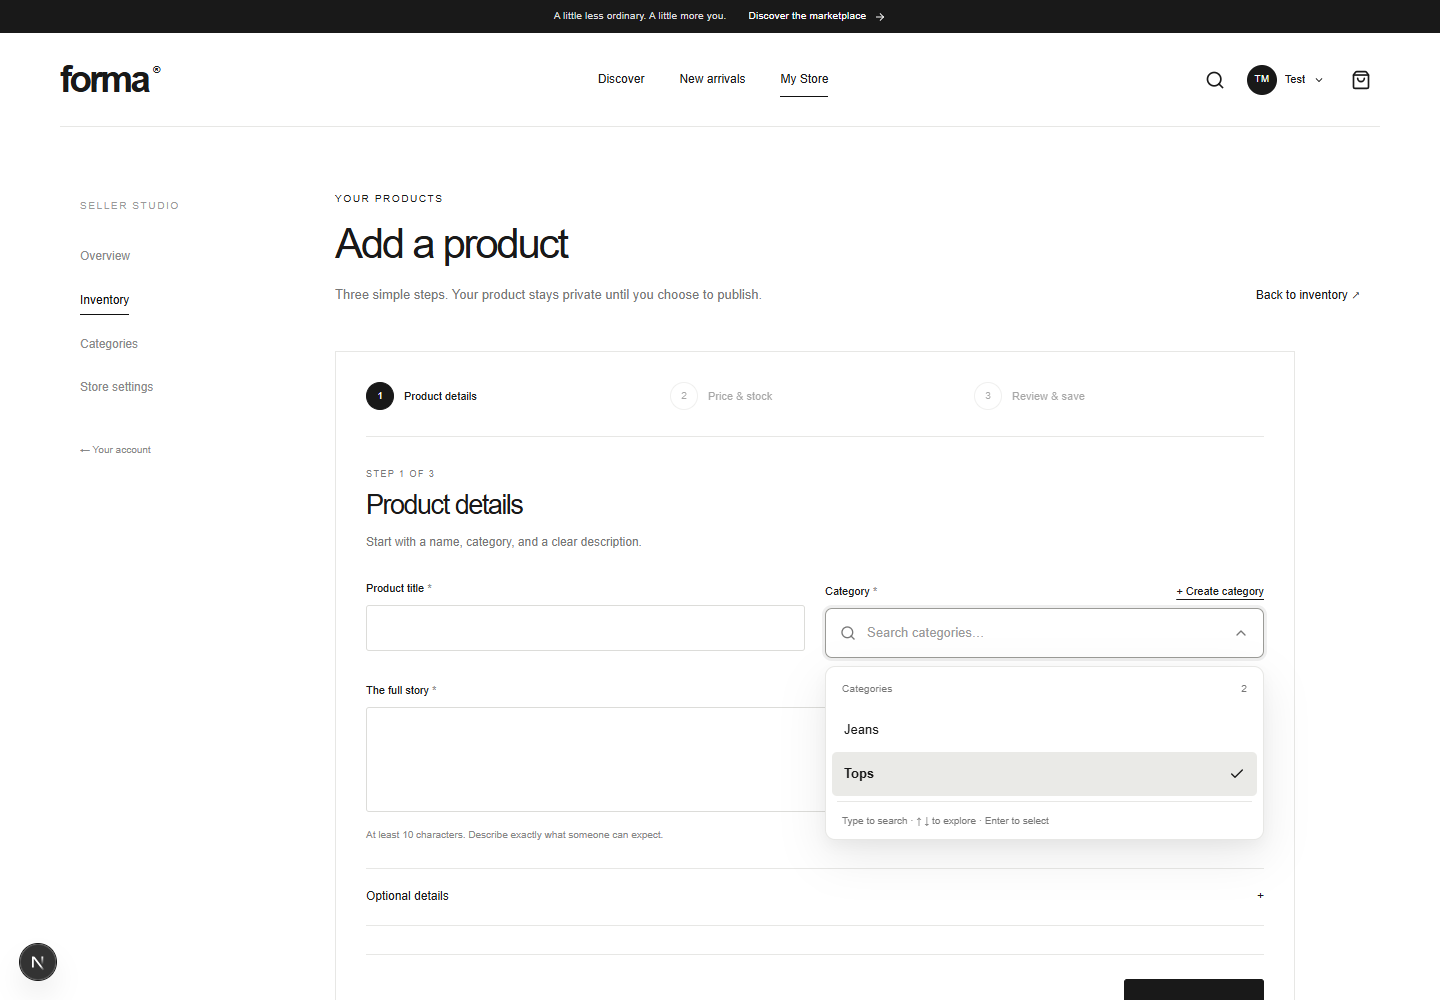 A little less ordinary. A little more you. Discover the marketplace →
forma®
Discover
New arrivals
My Store
TM
Test
SELLER STUDIO
Overview
Inventory
Categories
Store settings
← Your account
YOUR PRODUCTS
Add a product
Three simple steps. Your product stays private until you choose to publish.
Back to inventory ↗
1 Product details
2 Price & stock
3 Review & save
STEP 1 OF 3
Product details
Start with a name, category, and a clear description.
Product title *
Category *
+ Create category
Search categories...
Categories 2
Jeans
Tops
Type to search · ↑ ↓ to explore · Enter to select
The full story *
At least 10 characters. Describe exactly what someone can expect.
Optional details +
N